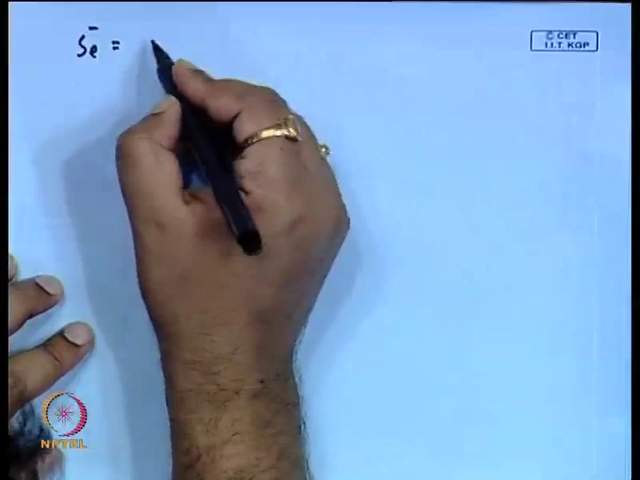 S̄e =
© CET
I.I.T. KGP
NPTEL